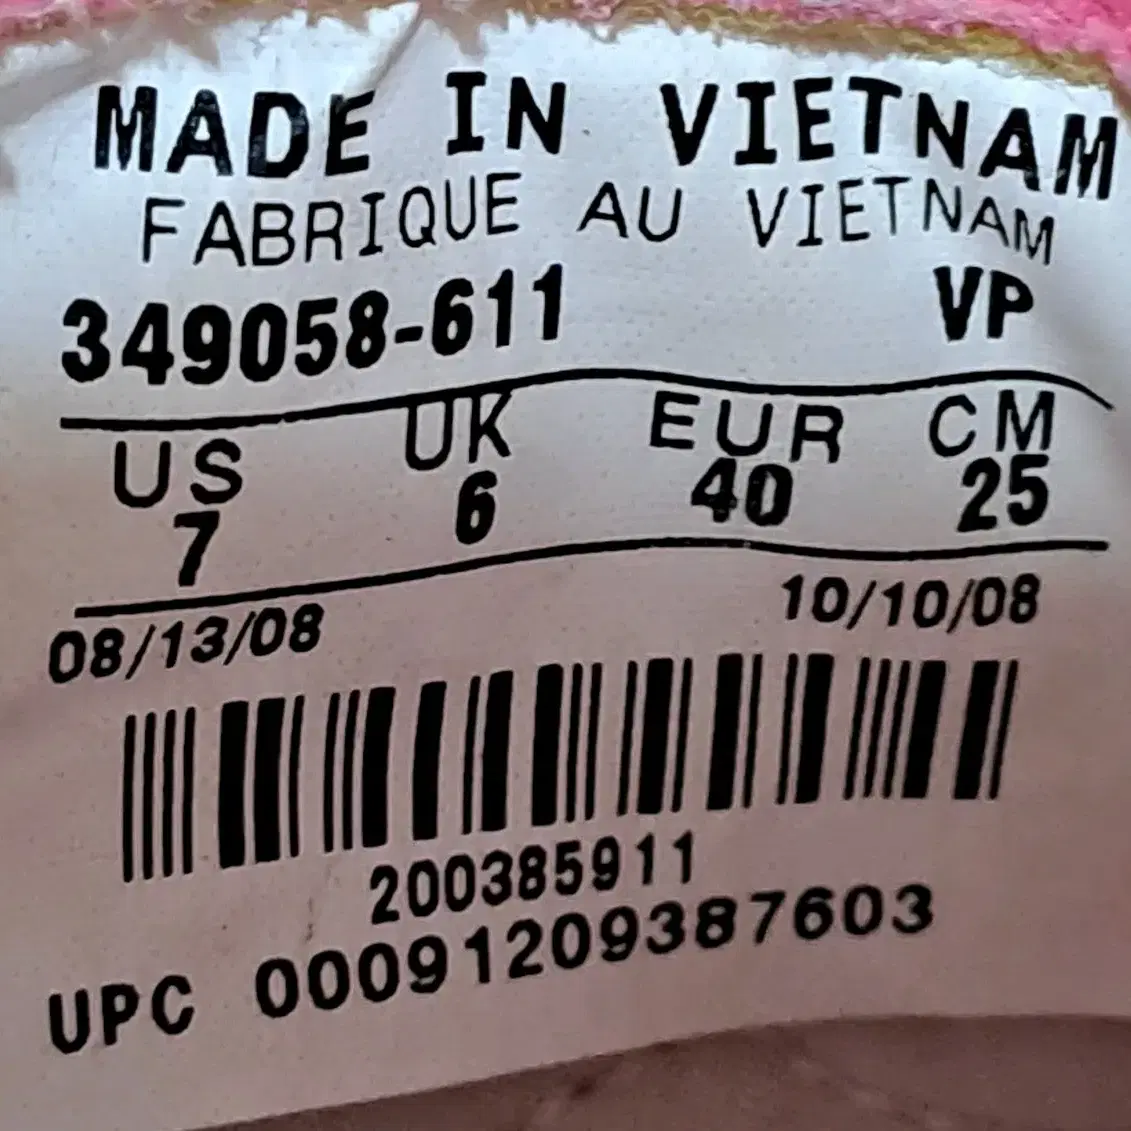 MADE IN VIETNAM
FABRIQUE AU VIETNAM
349058-611 VP
US UK EUR CM
7 6 40 25
08/13/08 10/10/08
200385911
UPC 00091209387603